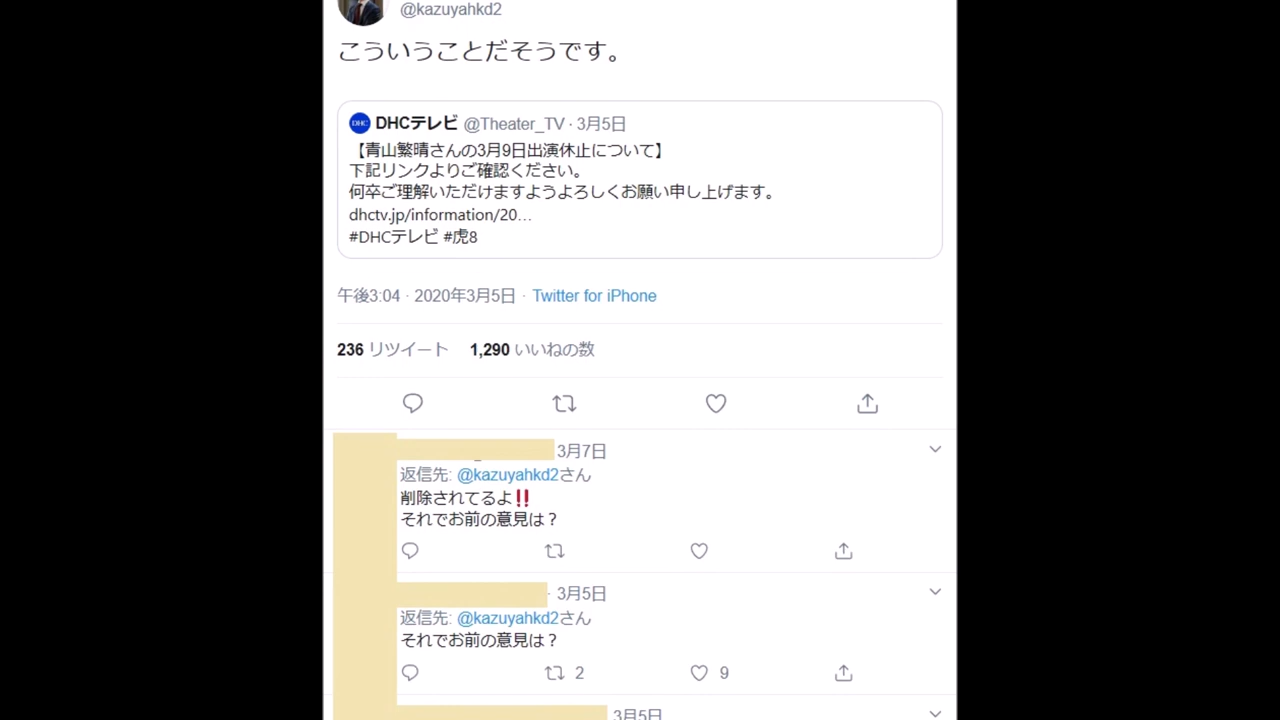 @kazuyahkd2
こういうことだそうです。
DHC DHCテレビ @Theater_TV · 3月5日
【青山繁晴さんの3月9日出演休止について】
下記リンクよりご確認ください。
何卒ご理解いただけますようよろしくお願い申し上げます。
dhctv.jp/information/20…
#DHCテレビ #虎8
午後3:04 · 2020年3月5日 · Twitter for iPhone
236 リツイート 1,290 いいねの数
3月7日
返信先: @kazuyahkd2さん
削除されてるよ‼
それでお前の意見は？
· 3月5日
返信先: @kazuyahkd2さん
それでお前の意見は？
2 9
3月5日